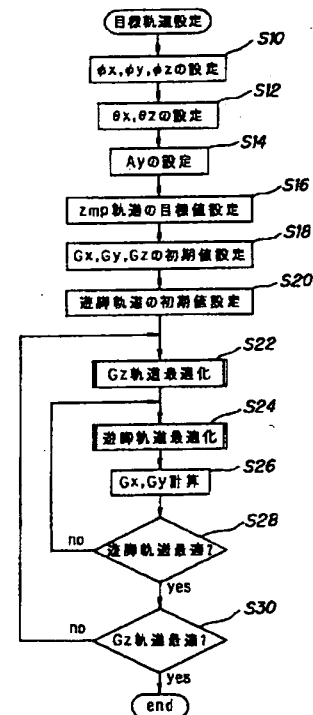 目標軌道設定
S10
φx,φy,φzの設定
S12
θx,θzの設定
S14
Ayの設定
S16
zmp軌道の目標値設定
S18
Gx,Gy,Gzの初期値設定
S20
遊脚軌道の初期値設定
S22
Gz軌道最適化
S24
遊脚軌道最適化
S26
Gx,Gy計算
S28
遊脚軌道最適?
no
yes
S30
Gz軌道最適?
no
yes
end